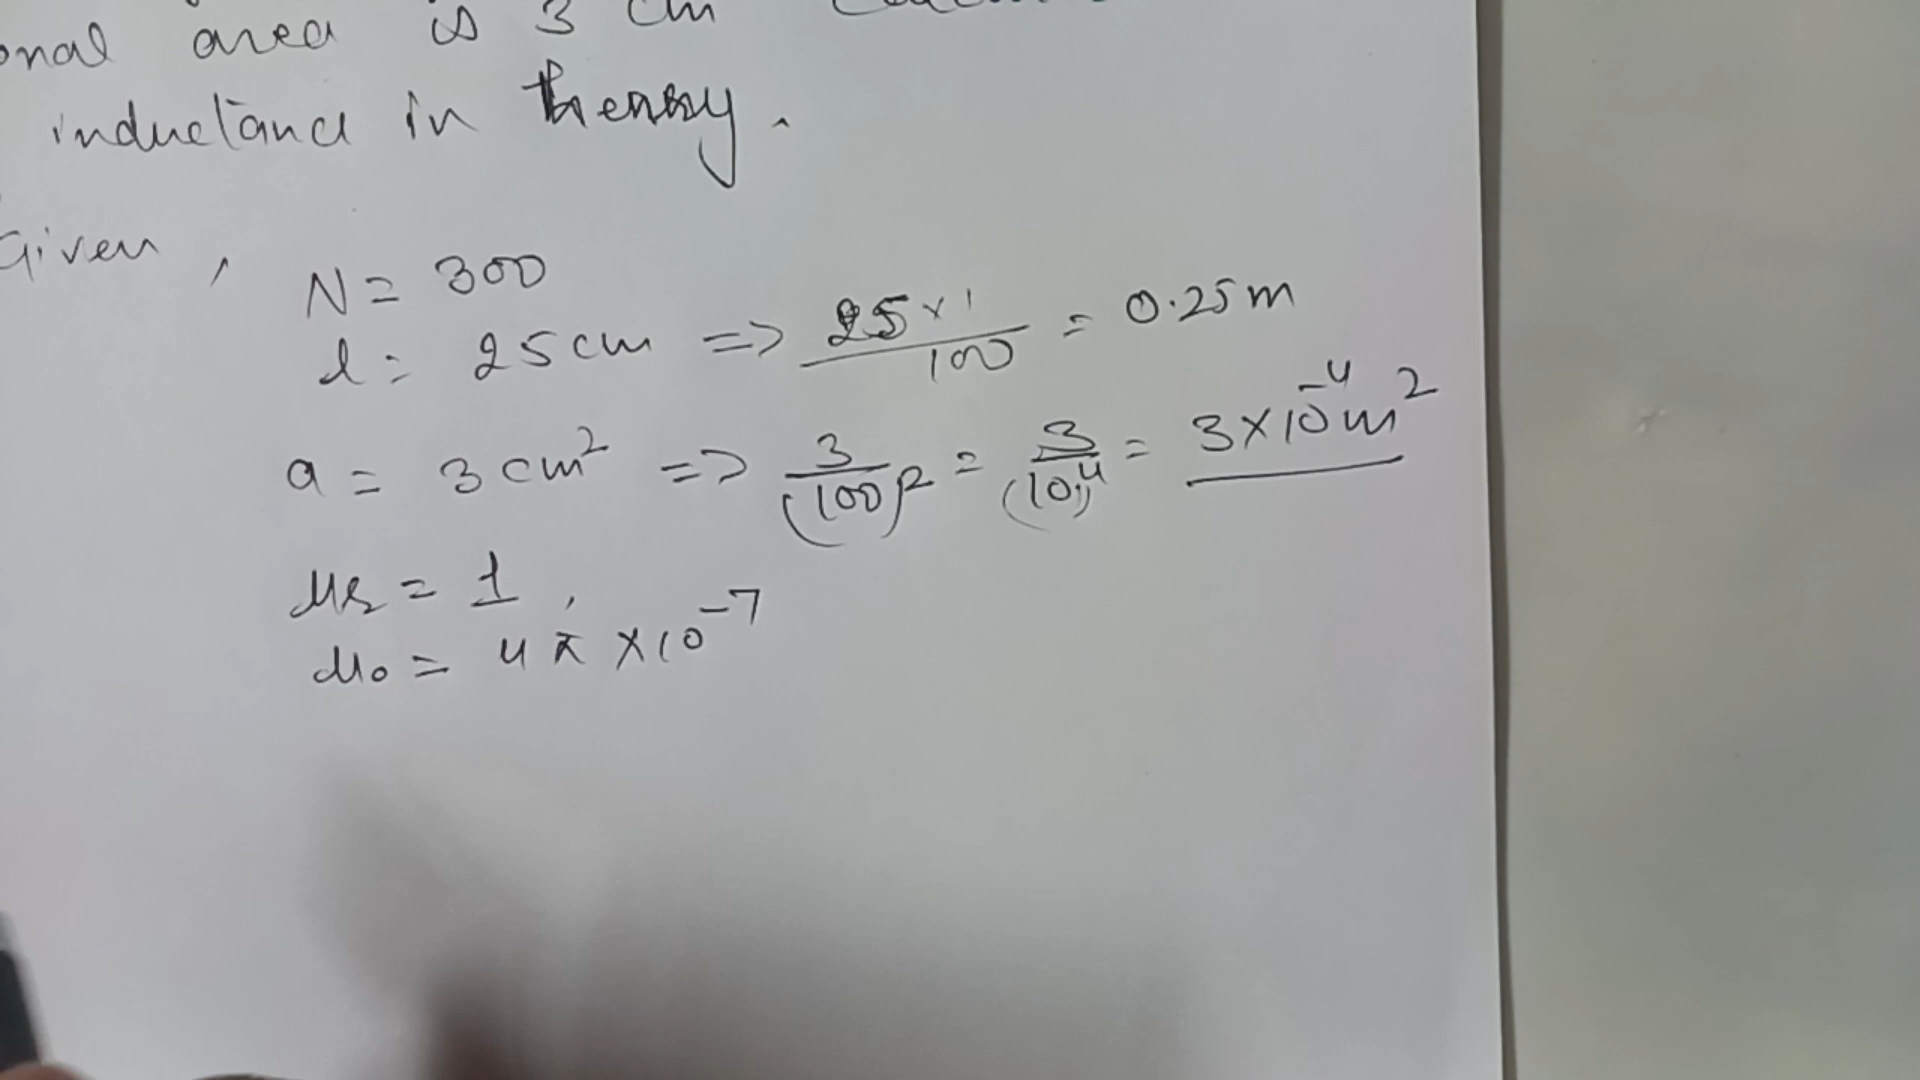 onal area is 3 cm
inductance in thenry.
Given,
N = 300
l = 25 cm => 25 x 1 / 100 = 0.25 m
a = 3 cm² => 3 / (100)² = 3 / (10)⁴ = 3 x 10⁻⁴ m²
μr = 1,
μ0 = 4π x 10⁻⁷